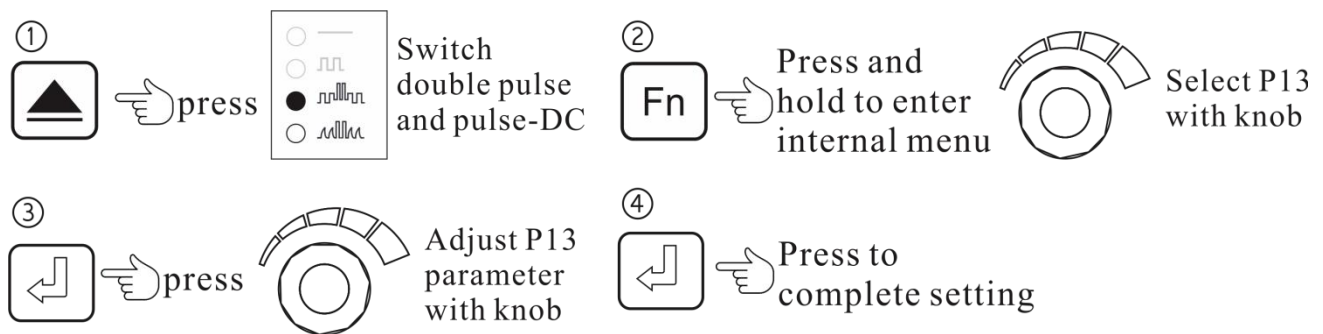 ①
press
Switch
double pulse
and pulse-DC
②
Fn
Press and
hold to enter
internal menu
Select P13
with knob
③
press
Adjust P13
parameter
with knob
④
Press to
complete setting